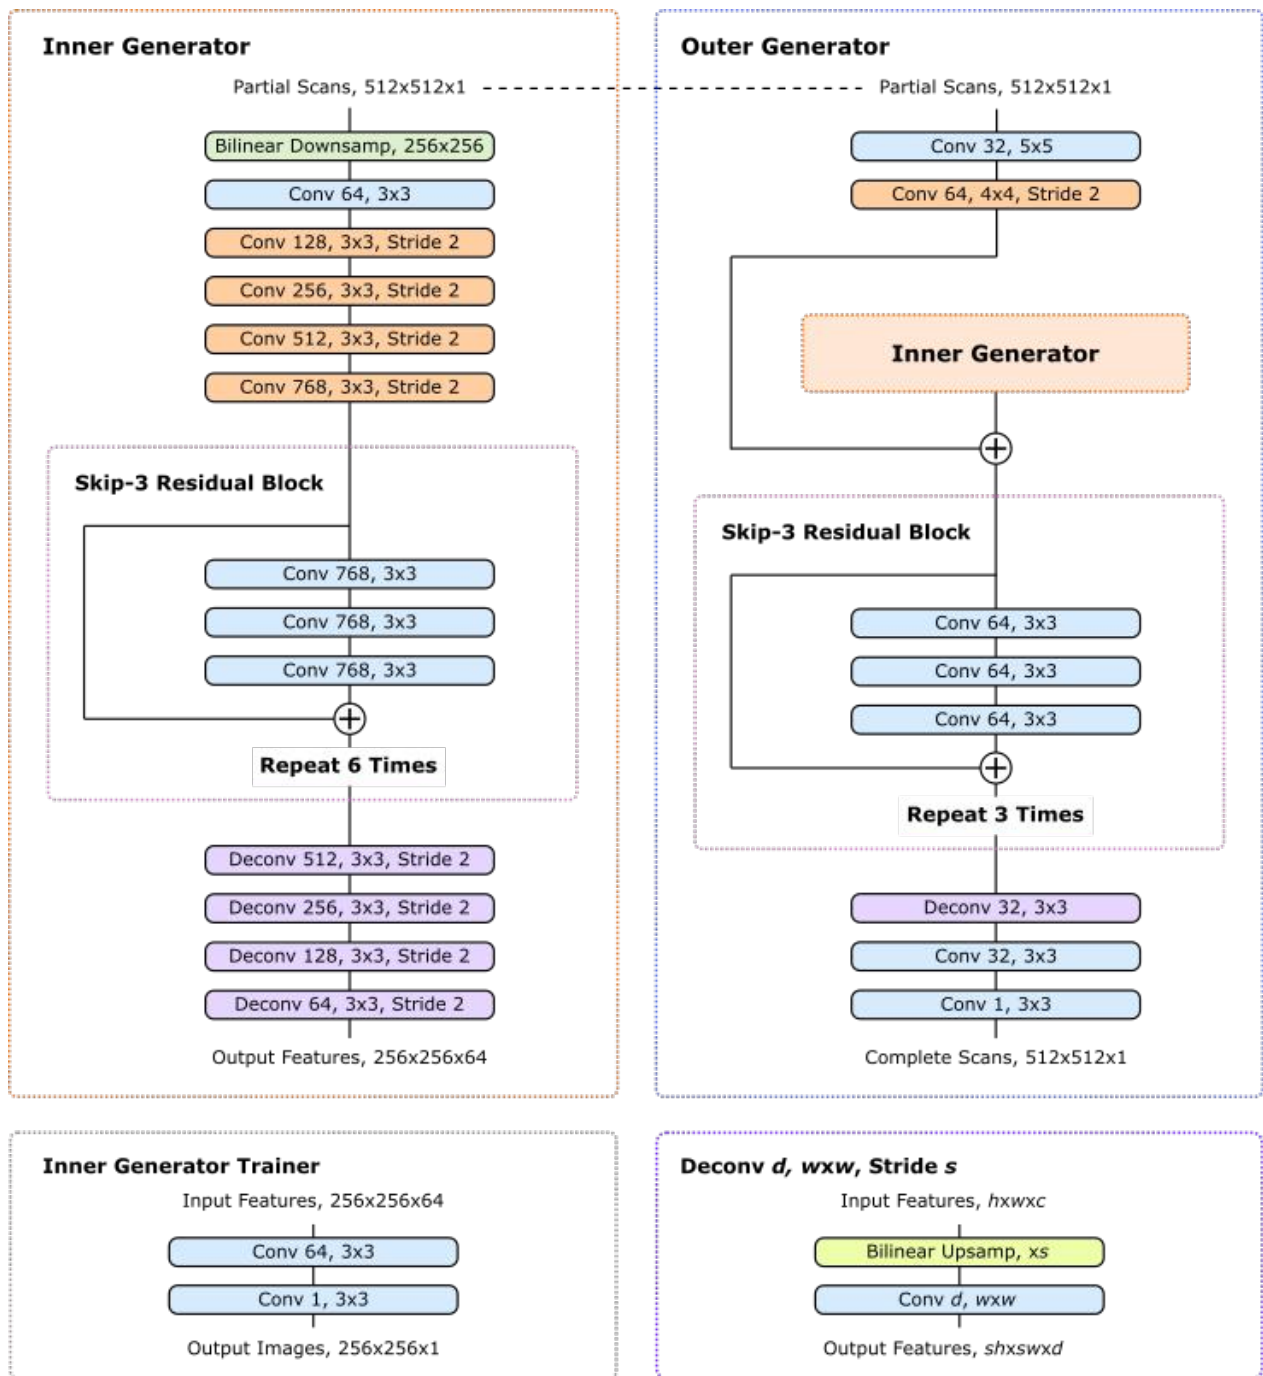 Inner Generator
Partial Scans, 512x512x1
Bilinear Downsamp, 256x256
Conv 64, 3x3
Conv 128, 3x3, Stride 2
Conv 256, 3x3, Stride 2
Conv 512, 3x3, Stride 2
Conv 768, 3x3, Stride 2
Skip-3 Residual Block
Conv 768, 3x3
Conv 768, 3x3
Conv 768, 3x3
Repeat 6 Times
Deconv 512, 3x3, Stride 2
Deconv 256, 3x3, Stride 2
Deconv 128, 3x3, Stride 2
Deconv 64, 3x3, Stride 2
Output Features, 256x256x64
Outer Generator
Partial Scans, 512x512x1
Conv 32, 5x5
Conv 64, 4x4, Stride 2
Inner Generator
Skip-3 Residual Block
Conv 64, 3x3
Conv 64, 3x3
Conv 64, 3x3
Repeat 3 Times
Deconv 32, 3x3
Conv 32, 3x3
Conv 1, 3x3
Complete Scans, 512x512x1
Inner Generator Trainer
Input Features, 256x256x64
Conv 64, 3x3
Conv 1, 3x3
Output Images, 256x256x1
Deconv d, wxw, Stride s
Input Features, hxwxc
Bilinear Upsamp, xs
Conv d, wxw
Output Features, shxswxd